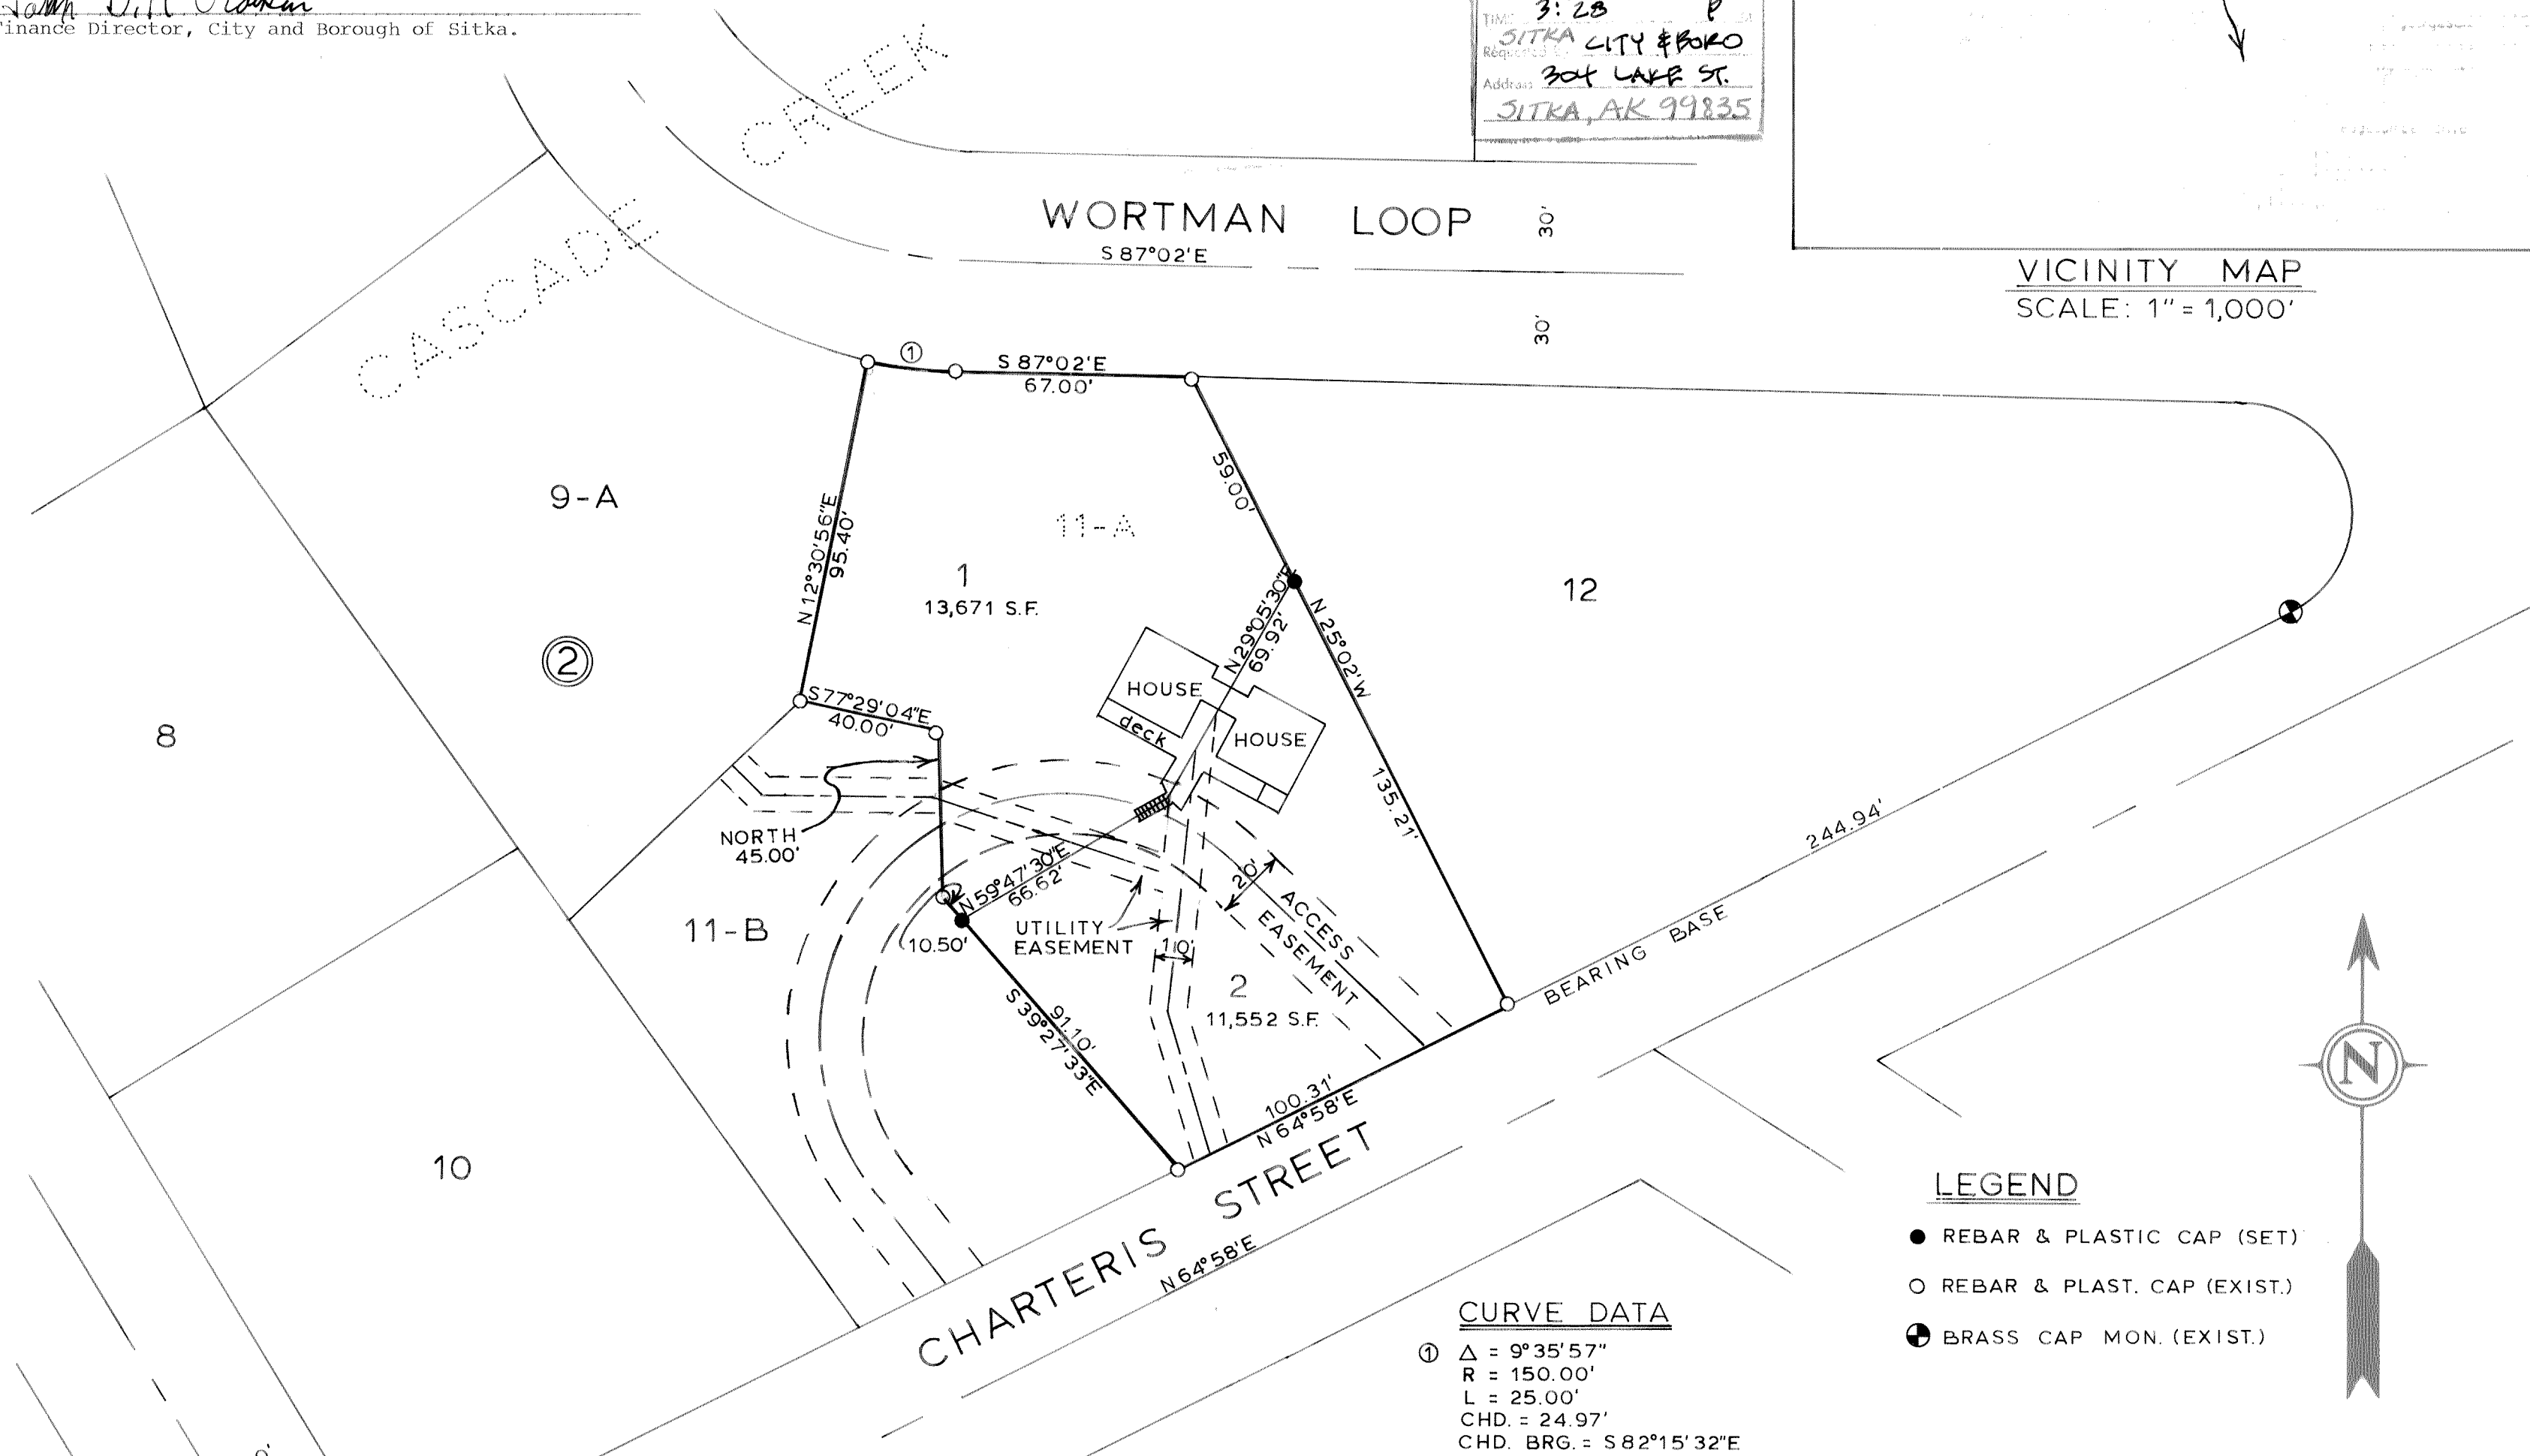 Finance Director, City and Borough of Sitka.
TIME 3:28 P M
SITKA
Requested by CITY & BORO
Address 304 LAKE ST.
SITKA, AK 99835
CASCADE CREEK
WORTMAN LOOP
S 87°02'E
30'
30'
VICINITY MAP
SCALE: 1" = 1,000'
①
S 87°02'E
67.00'
59.00'
9-A
11-A
N 12°30'56"E
95.40'
1
13,671 S.F.
12
N 29°05'30"E
69.92'
N 25°02'W
135.21'
②
HOUSE
deck
HOUSE
S 77°29'04"E
40.00'
8
NORTH
45.00'
244.94'
N 59°47'30"E
66.62'
20'
ACCESS
EASEMENT
11-B
10.50'
UTILITY
EASEMENT
10'
BEARING BASE
2
11,552 S.F.
91.10'
S 39°27'33"E
100.31'
N 64°58'E
10
CHARTERIS STREET
N 64°58'E
N
LEGEND
REBAR & PLASTIC CAP (SET)
REBAR & PLAST. CAP (EXIST.)
BRASS CAP MON. (EXIST.)
CURVE DATA
① Δ = 9°35'57"
R = 150.00'
L = 25.00'
CHD. = 24.97'
CHD. BRG. = S 82°15'32"E